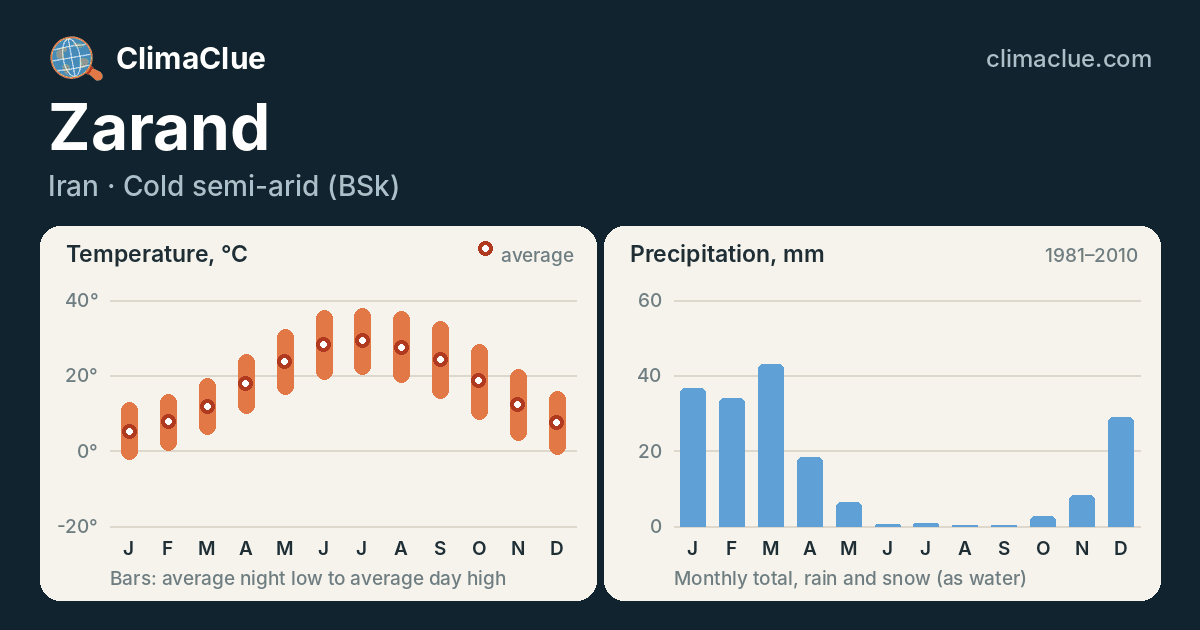 ClimaClue
climaclue.com
Zarand
Iran · Cold semi-arid (BSk)
Temperature, °C
average
40°
20°
0°
-20°
J F M A M J J A S O N D
Bars: average night low to average day high
Precipitation, mm
1981–2010
60
40
20
0
J F M A M J J A S O N D
Monthly total, rain and snow (as water)